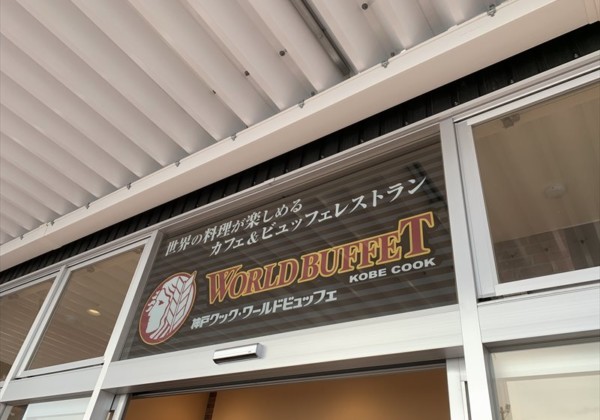 世界の料理が楽しめる
カフェ&ビュッフェレストラン
WORLD BUFFET
KOBE COOK
神戸クック・ワールドビュッフェ